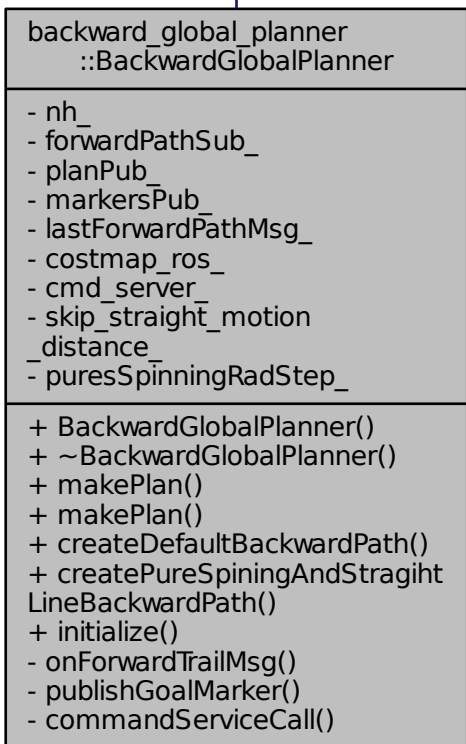 backward_global_planner
::BackwardGlobalPlanner
- nh_
- forwardPathSub_
- planPub_
- markersPub_
- lastForwardPathMsg_
- costmap_ros_
- cmd_server_
- skip_straight_motion
_distance_
- puresSpinningRadStep_
+ BackwardGlobalPlanner()
+ ~BackwardGlobalPlanner()
+ makePlan()
+ makePlan()
+ createDefaultBackwardPath()
+ createPureSpiningAndStragiht
LineBackwardPath()
+ initialize()
- onForwardTrailMsg()
- publishGoalMarker()
- commandServiceCall()